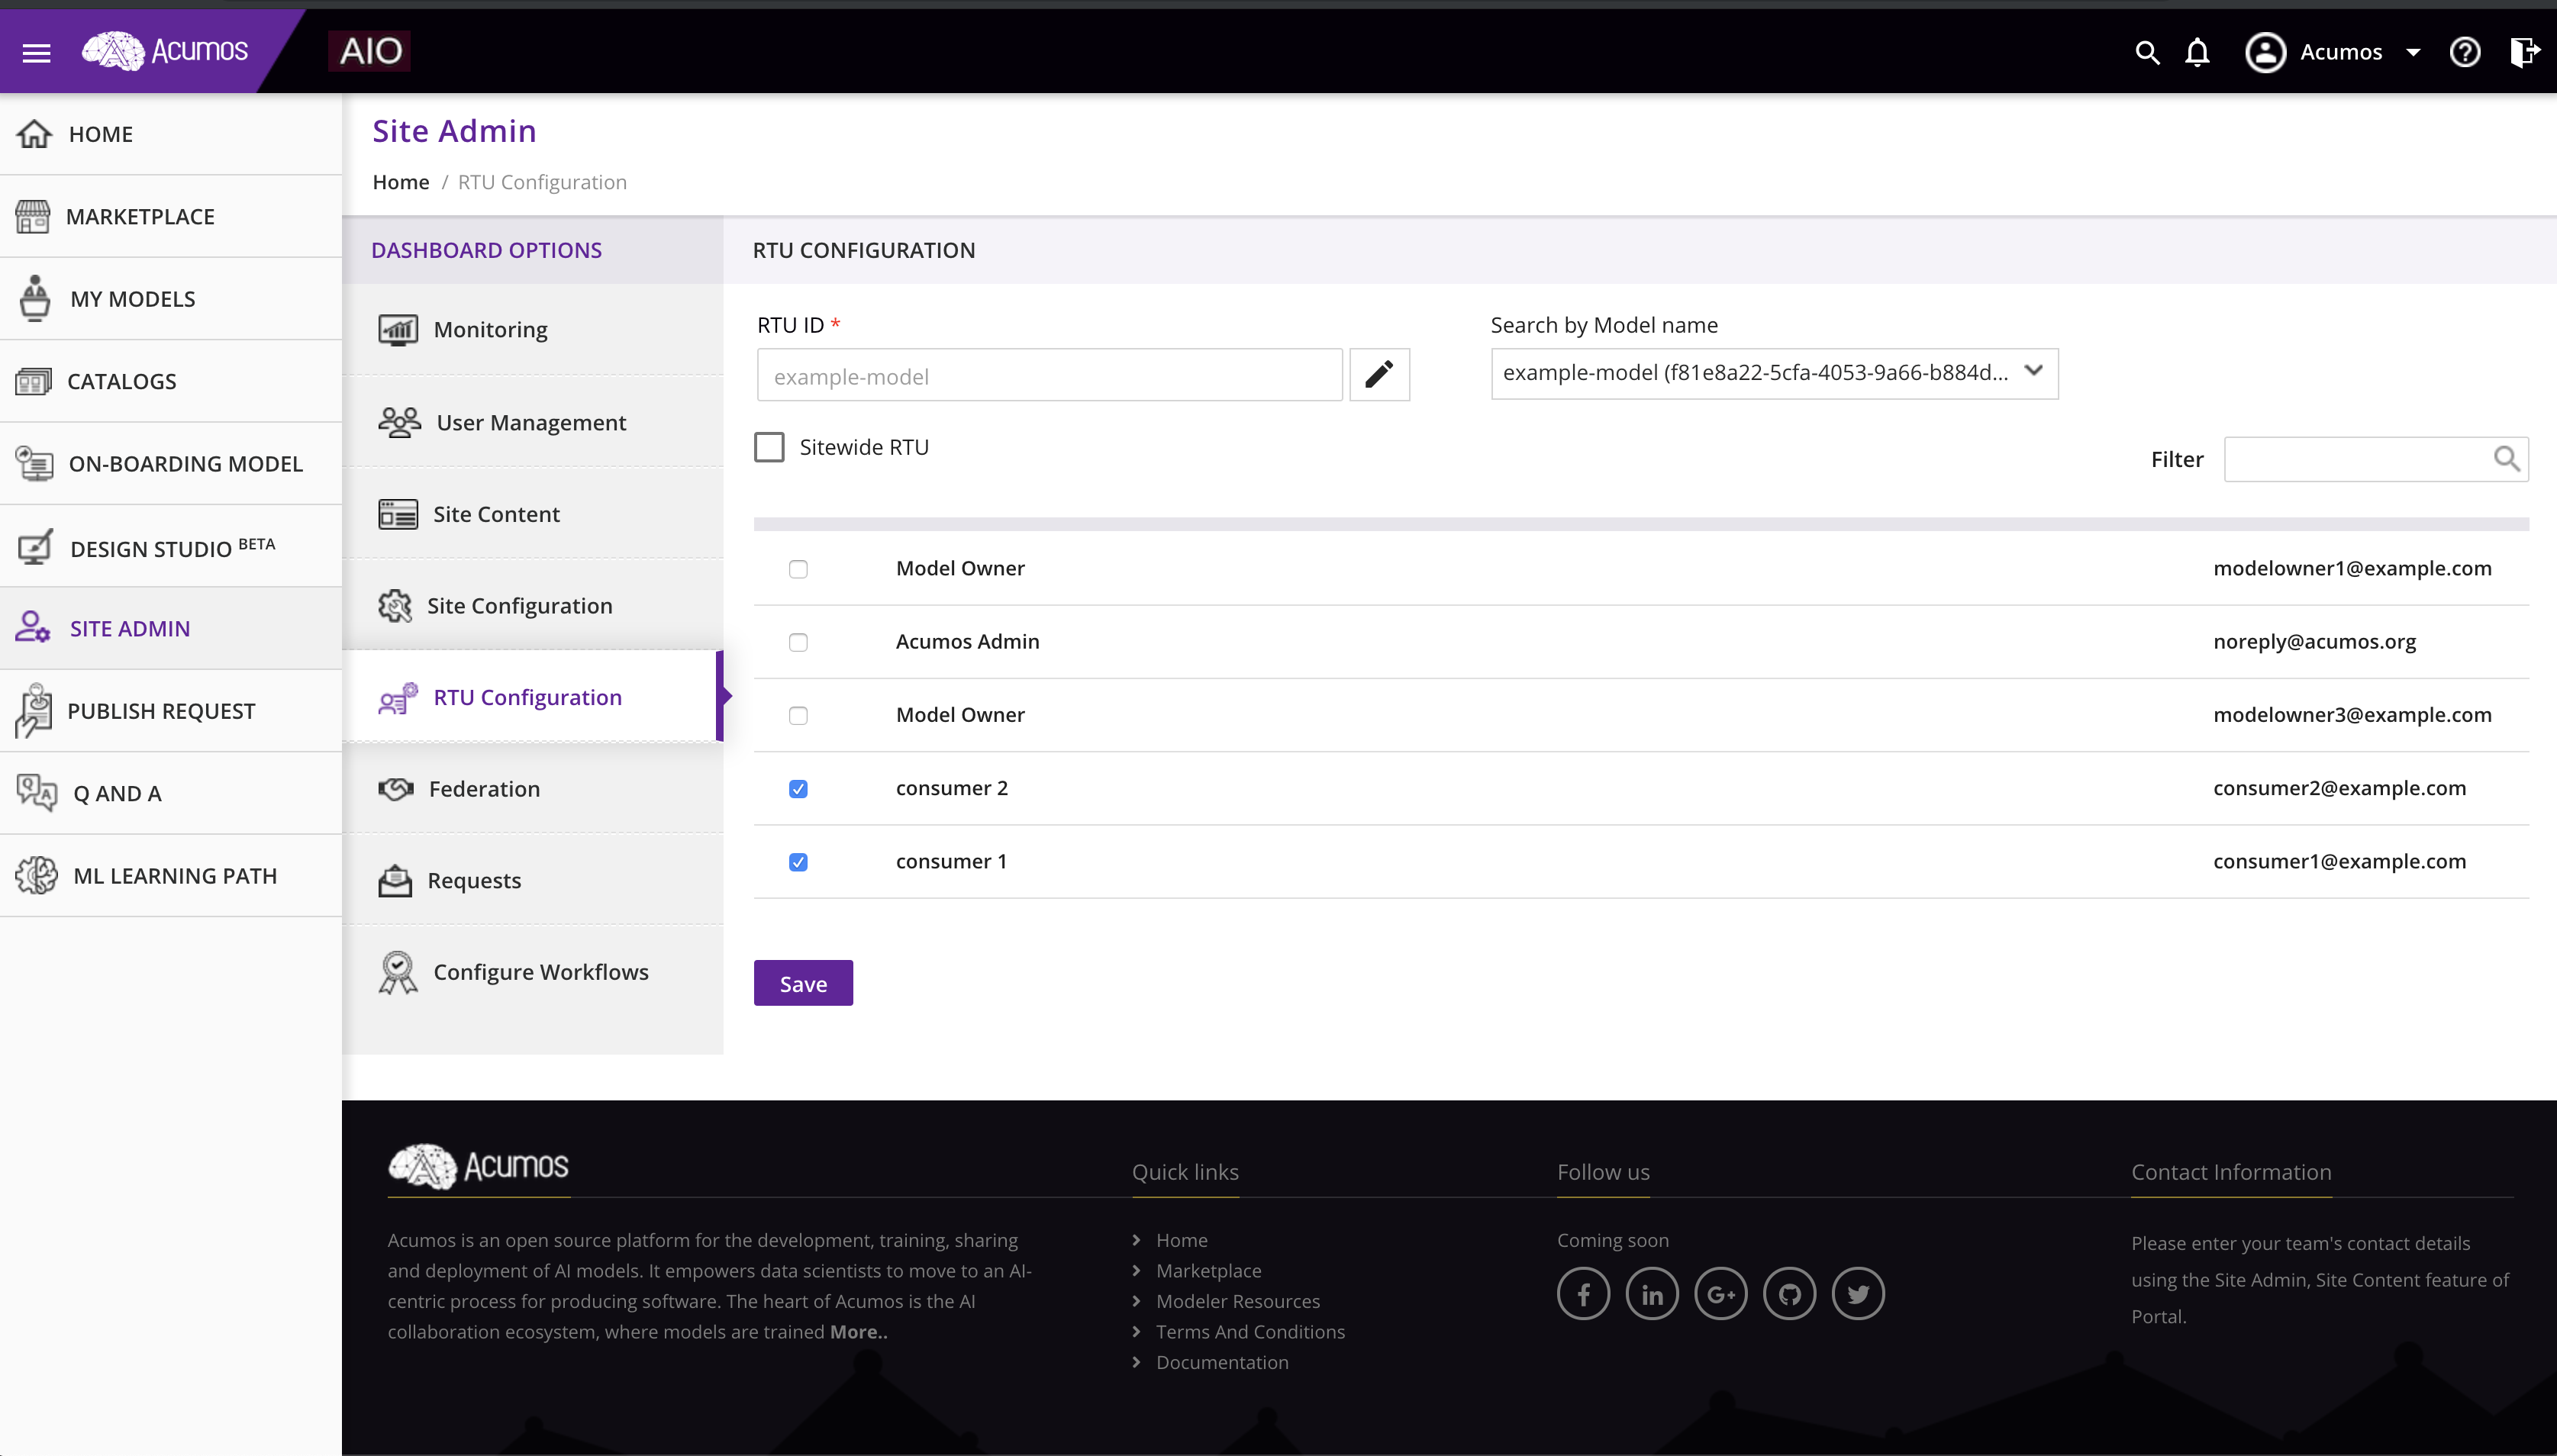 Acumos
AIO
Acumos
HOME
MARKETPLACE
MY MODELS
CATALOGS
ON-BOARDING MODEL
DESIGN STUDIO BETA
SITE ADMIN
PUBLISH REQUEST
Q AND A
ML LEARNING PATH
Site Admin
Home / RTU Configuration
DASHBOARD OPTIONS
Monitoring
User Management
Site Content
Site Configuration
RTU Configuration
Federation
Requests
Configure Workflows
RTU CONFIGURATION
RTU ID *
example-model
Search by Model name
example-model (f81e8a22-5cfa-4053-9a66-b884d...
Sitewide RTU
Filter
Model Owner modelowner1@example.com
Acumos Admin noreply@acumos.org
Model Owner modelowner3@example.com
consumer 2 consumer2@example.com
consumer 1 consumer1@example.com
Save
Acumos
Acumos is an open source platform for the development, training, sharing
and deployment of AI models. It empowers data scientists to move to an AI-
centric process for producing software. The heart of Acumos is the AI
collaboration ecosystem, where models are trained More..
Quick links
Home
Marketplace
Modeler Resources
Terms And Conditions
Documentation
Follow us
Coming soon
Contact Information
Please enter your team's contact details
using the Site Admin, Site Content feature of
Portal.